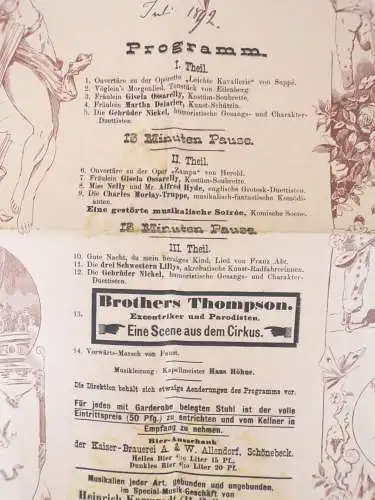 Juli 1892.
Programm.
I. Theil.
1. Ouvertüre zu der Operette „Leichte Kavallerie" von Suppé.
2. Vöglein's Morgenlied, Tonstück von Eilenberg.
3. Fräulein Gisela Ossarelly, Kostüm-Soubrette.
4. Fräulein Martha Delarier, Kunst-Schützin.
5. Die Gebrüder Nickel, humoristische Gesangs- und Charakter-
Duettisten.
15 Minuten Pause.
II. Theil.
6. Ouvertüre zu der Oper „Zampa" von Herold.
7. Fräulein Gisela Ossarelly, Kostüm-Soubrette.
8. Miss Nelly und Mr. Alfred Hyde, englische Grotesk-Duettisten.
9. Die Charles Morlay-Truppe, musikalisch-fantastische Komödi-
anten.
Eine gestörte musikalische Soirée, Komische Scene.
15 Minuten Pause.
III. Theil.
10. Gute Nacht, du mein herziges Kind, Lied von Franz Abt.
11. Die drei Schwestern Lillys, akrobatische Kunst-Radfahrerinnen.
12. Die Gebrüder Nickel, humoristische Gesangs- und Charakter-
Duettisten.
13. Brothers Thompson.
Excentriker und Parodisten.
Eine Scene aus dem Cirkus.
14. Vorwärts-Marsch von Faust.
Musikleitung: Kapellmeister Hans Höhne.
Die Direktion behält sich etwaige Aenderungen des Programms vor.
Für jeden mit Garderobe belegten Stuhl ist der volle
Eintrittspreis (50 Pfg.) zu entrichten und vom Kellner in
Empfang zu nehmen.
Bier-Ausschank
der Kaiser-Brauerei A. & W. Allendorf, Schönebeck.
Helles Bier Liter 15 Pf.,
Dunkles Bier Liter 20 Pf.
Musikalien jeder Art, gebunden und ungebunden,
im Special-Musik-Geschäft von
Heinrich